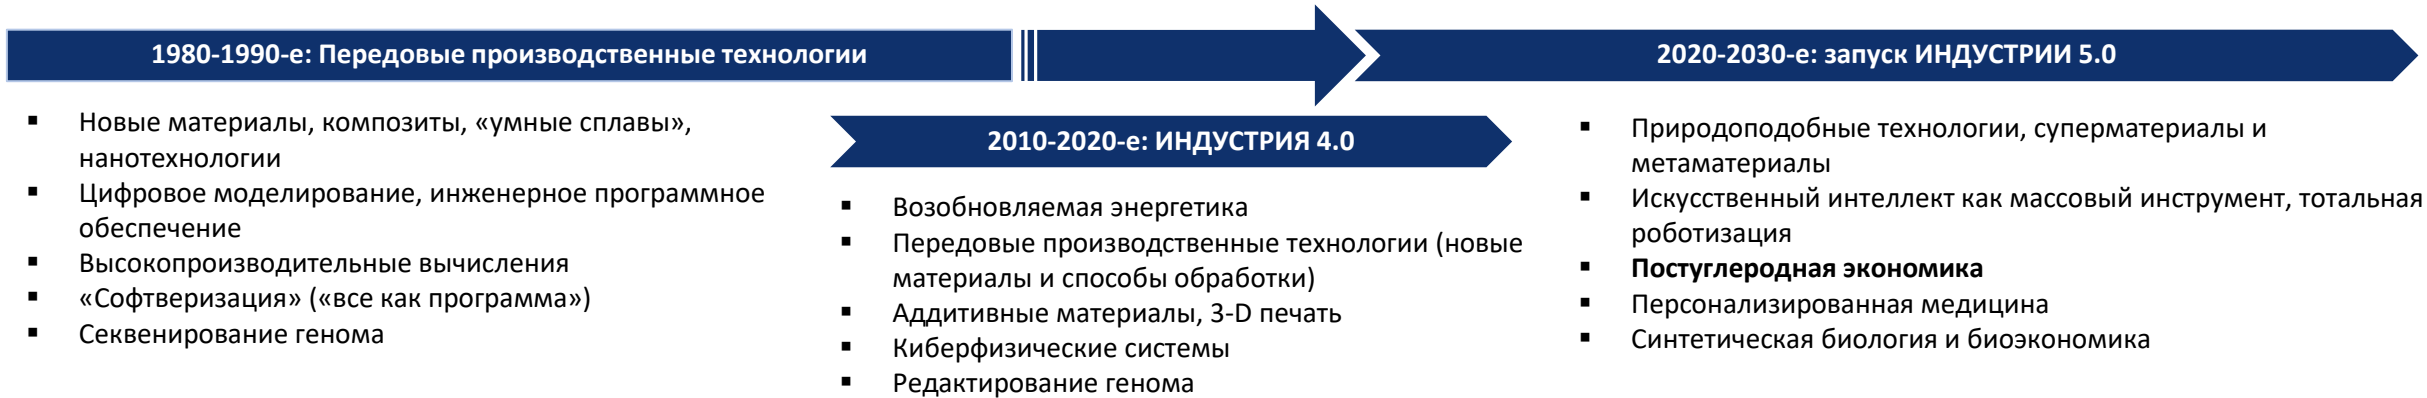 1980-1990-е: Передовые производственные технологии
▪ Новые материалы, композиты, «умные сплавы»,
нанотехнологии
▪ Цифровое моделирование, инженерное программное
обеспечение
▪ Высокопроизводительные вычисления
▪ «Софтверизация» («все как программа»)
▪ Секвенирование генома
2010-2020-е: ИНДУСТРИЯ 4.0
▪ Возобновляемая энергетика
▪ Передовые производственные технологии (новые
материалы и способы обработки)
▪ Аддитивные материалы, 3-D печать
▪ Киберфизические системы
▪ Редактирование генома
2020-2030-е: запуск ИНДУСТРИИ 5.0
▪ Природоподобные технологии, суперматериалы и
метаматериалы
▪ Искусственный интеллект как массовый инструмент, тотальная
роботизация
▪ Постуглеродная экономика
▪ Персонализированная медицина
▪ Синтетическая биология и биоэкономика